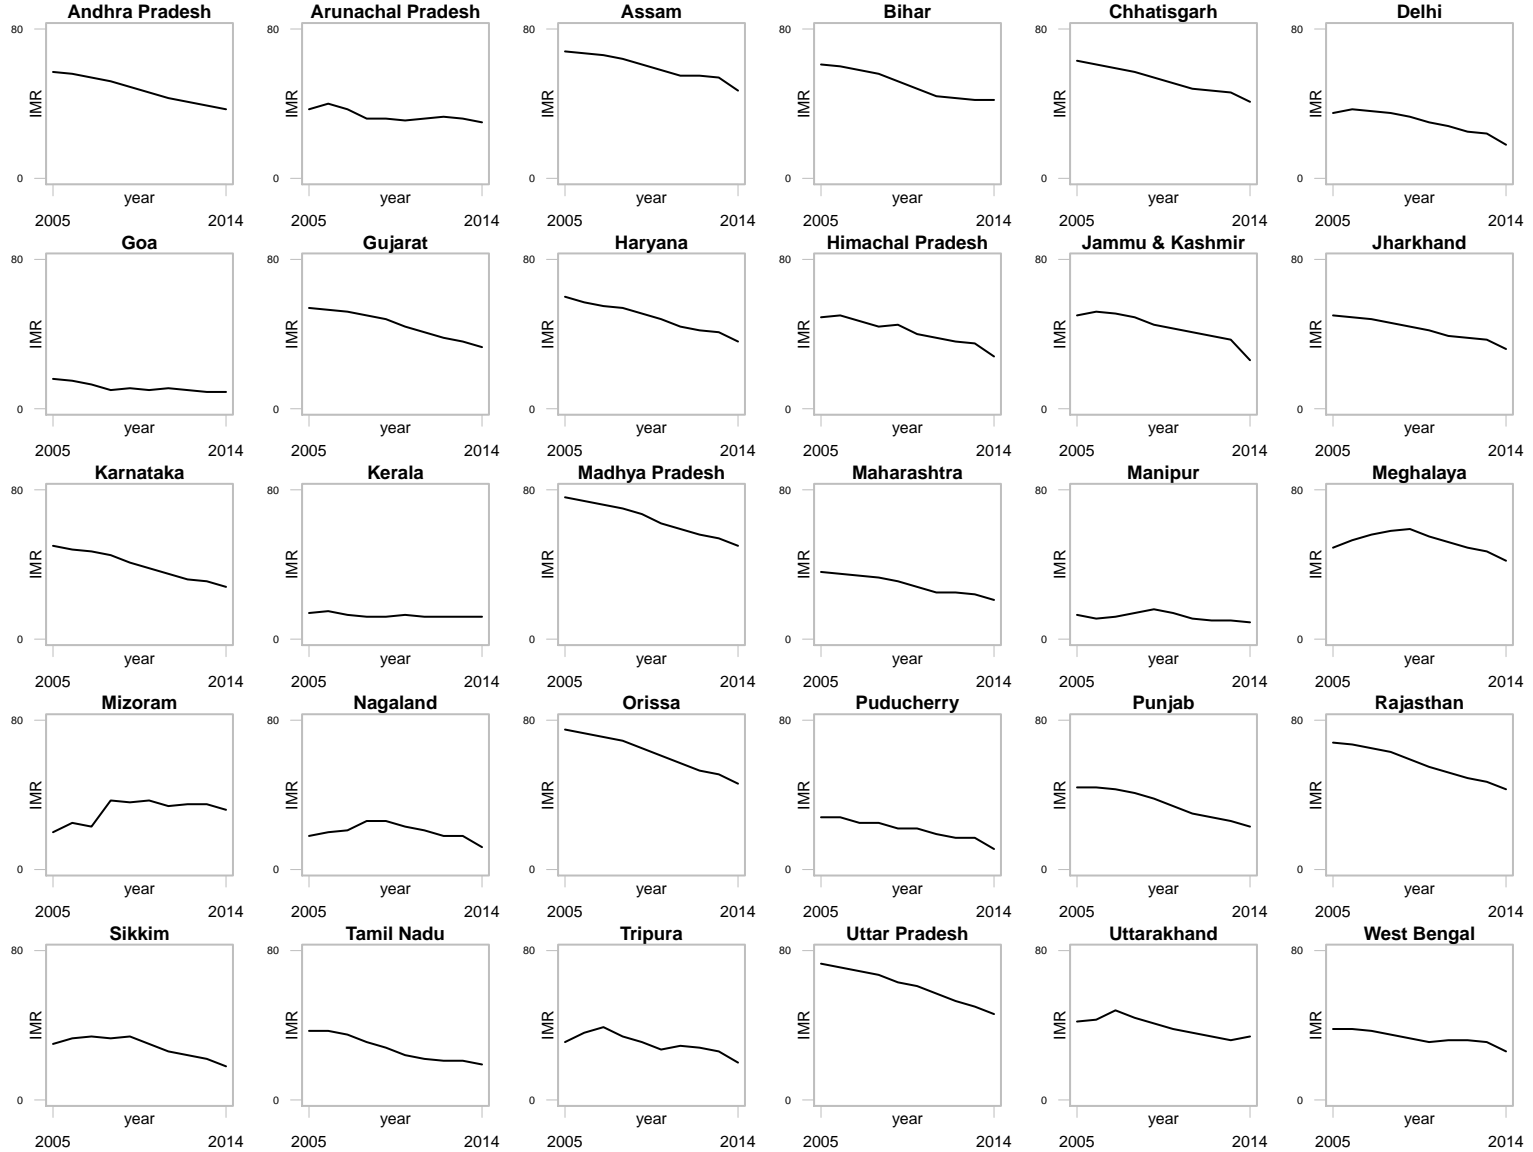 Andhra Pradesh
80
IMR
0
year
2005 2014
Arunachal Pradesh
80
IMR
0
year
2005 2014
Assam
80
IMR
0
year
2005 2014
Bihar
80
IMR
0
year
2005 2014
Chhatisgarh
80
IMR
0
year
2005 2014
Delhi
80
IMR
0
year
2005 2014
Goa
80
IMR
0
year
2005 2014
Gujarat
80
IMR
0
year
2005 2014
Haryana
80
IMR
0
year
2005 2014
Himachal Pradesh
80
IMR
0
year
2005 2014
Jammu & Kashmir
80
IMR
0
year
2005 2014
Jharkhand
80
IMR
0
year
2005 2014
Karnataka
80
IMR
0
year
2005 2014
Kerala
80
IMR
0
year
2005 2014
Madhya Pradesh
80
IMR
0
year
2005 2014
Maharashtra
80
IMR
0
year
2005 2014
Manipur
80
IMR
0
year
2005 2014
Meghalaya
80
IMR
0
year
2005 2014
Mizoram
80
IMR
0
year
2005 2014
Nagaland
80
IMR
0
year
2005 2014
Orissa
80
IMR
0
year
2005 2014
Puducherry
80
IMR
0
year
2005 2014
Punjab
80
IMR
0
year
2005 2014
Rajasthan
80
IMR
0
year
2005 2014
Sikkim
80
IMR
0
year
2005 2014
Tamil Nadu
80
IMR
0
year
2005 2014
Tripura
80
IMR
0
year
2005 2014
Uttar Pradesh
80
IMR
0
year
2005 2014
Uttarakhand
80
IMR
0
year
2005 2014
West Bengal
80
IMR
0
year
2005 2014